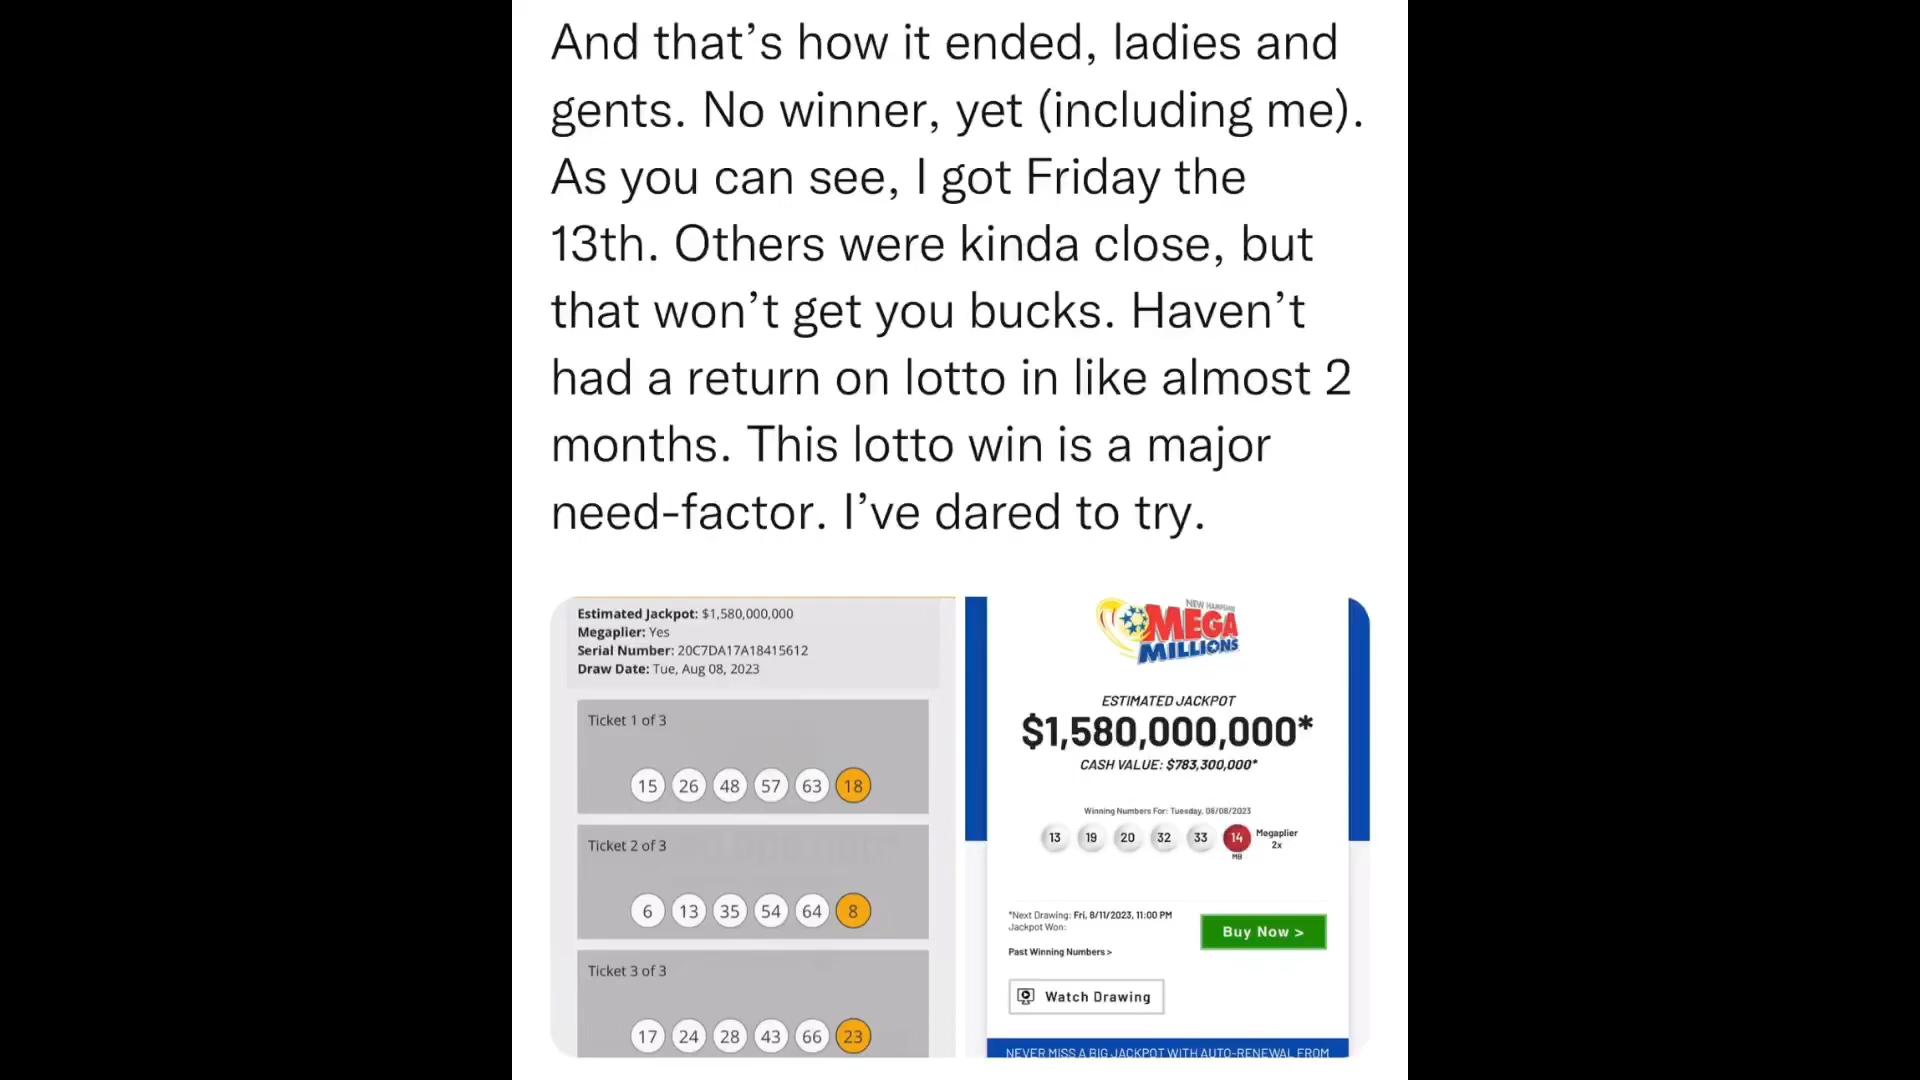 And that’s how it ended, ladies and
gents. No winner, yet (including me).
As you can see, I got Friday the
13th. Others were kinda close, but
that won’t get you bucks. Haven’t
had a return on lotto in like almost 2
months. This lotto win is a major
need-factor. I’ve dared to try.
Estimated Jackpot: $1,580,000,000
Megaplier: Yes
Serial Number: 20C7DA17A18415612
Draw Date: Tue, Aug 08, 2023
Ticket 1 of 3
15 26 48 57 63 18
Ticket 2 of 3
6 13 35 54 64 8
Ticket 3 of 3
17 24 28 43 66 23
NEW HAMPSHIRE
MEGA
MILLIONS
ESTIMATED JACKPOT
$1,580,000,000*
CASH VALUE: $783,300,000*
Winning Numbers For: Tuesday, 08/08/2023
13 19 20 32 33 14 Megaplier
MB 2x
*Next Drawing: Fri, 8/11/2023, 11:00 PM
Jackpot Won:
Buy Now >
Past Winning Numbers >
Watch Drawing
NEVER MISS A BIG JACKPOT WITH AUTO-RENEWAL FROM